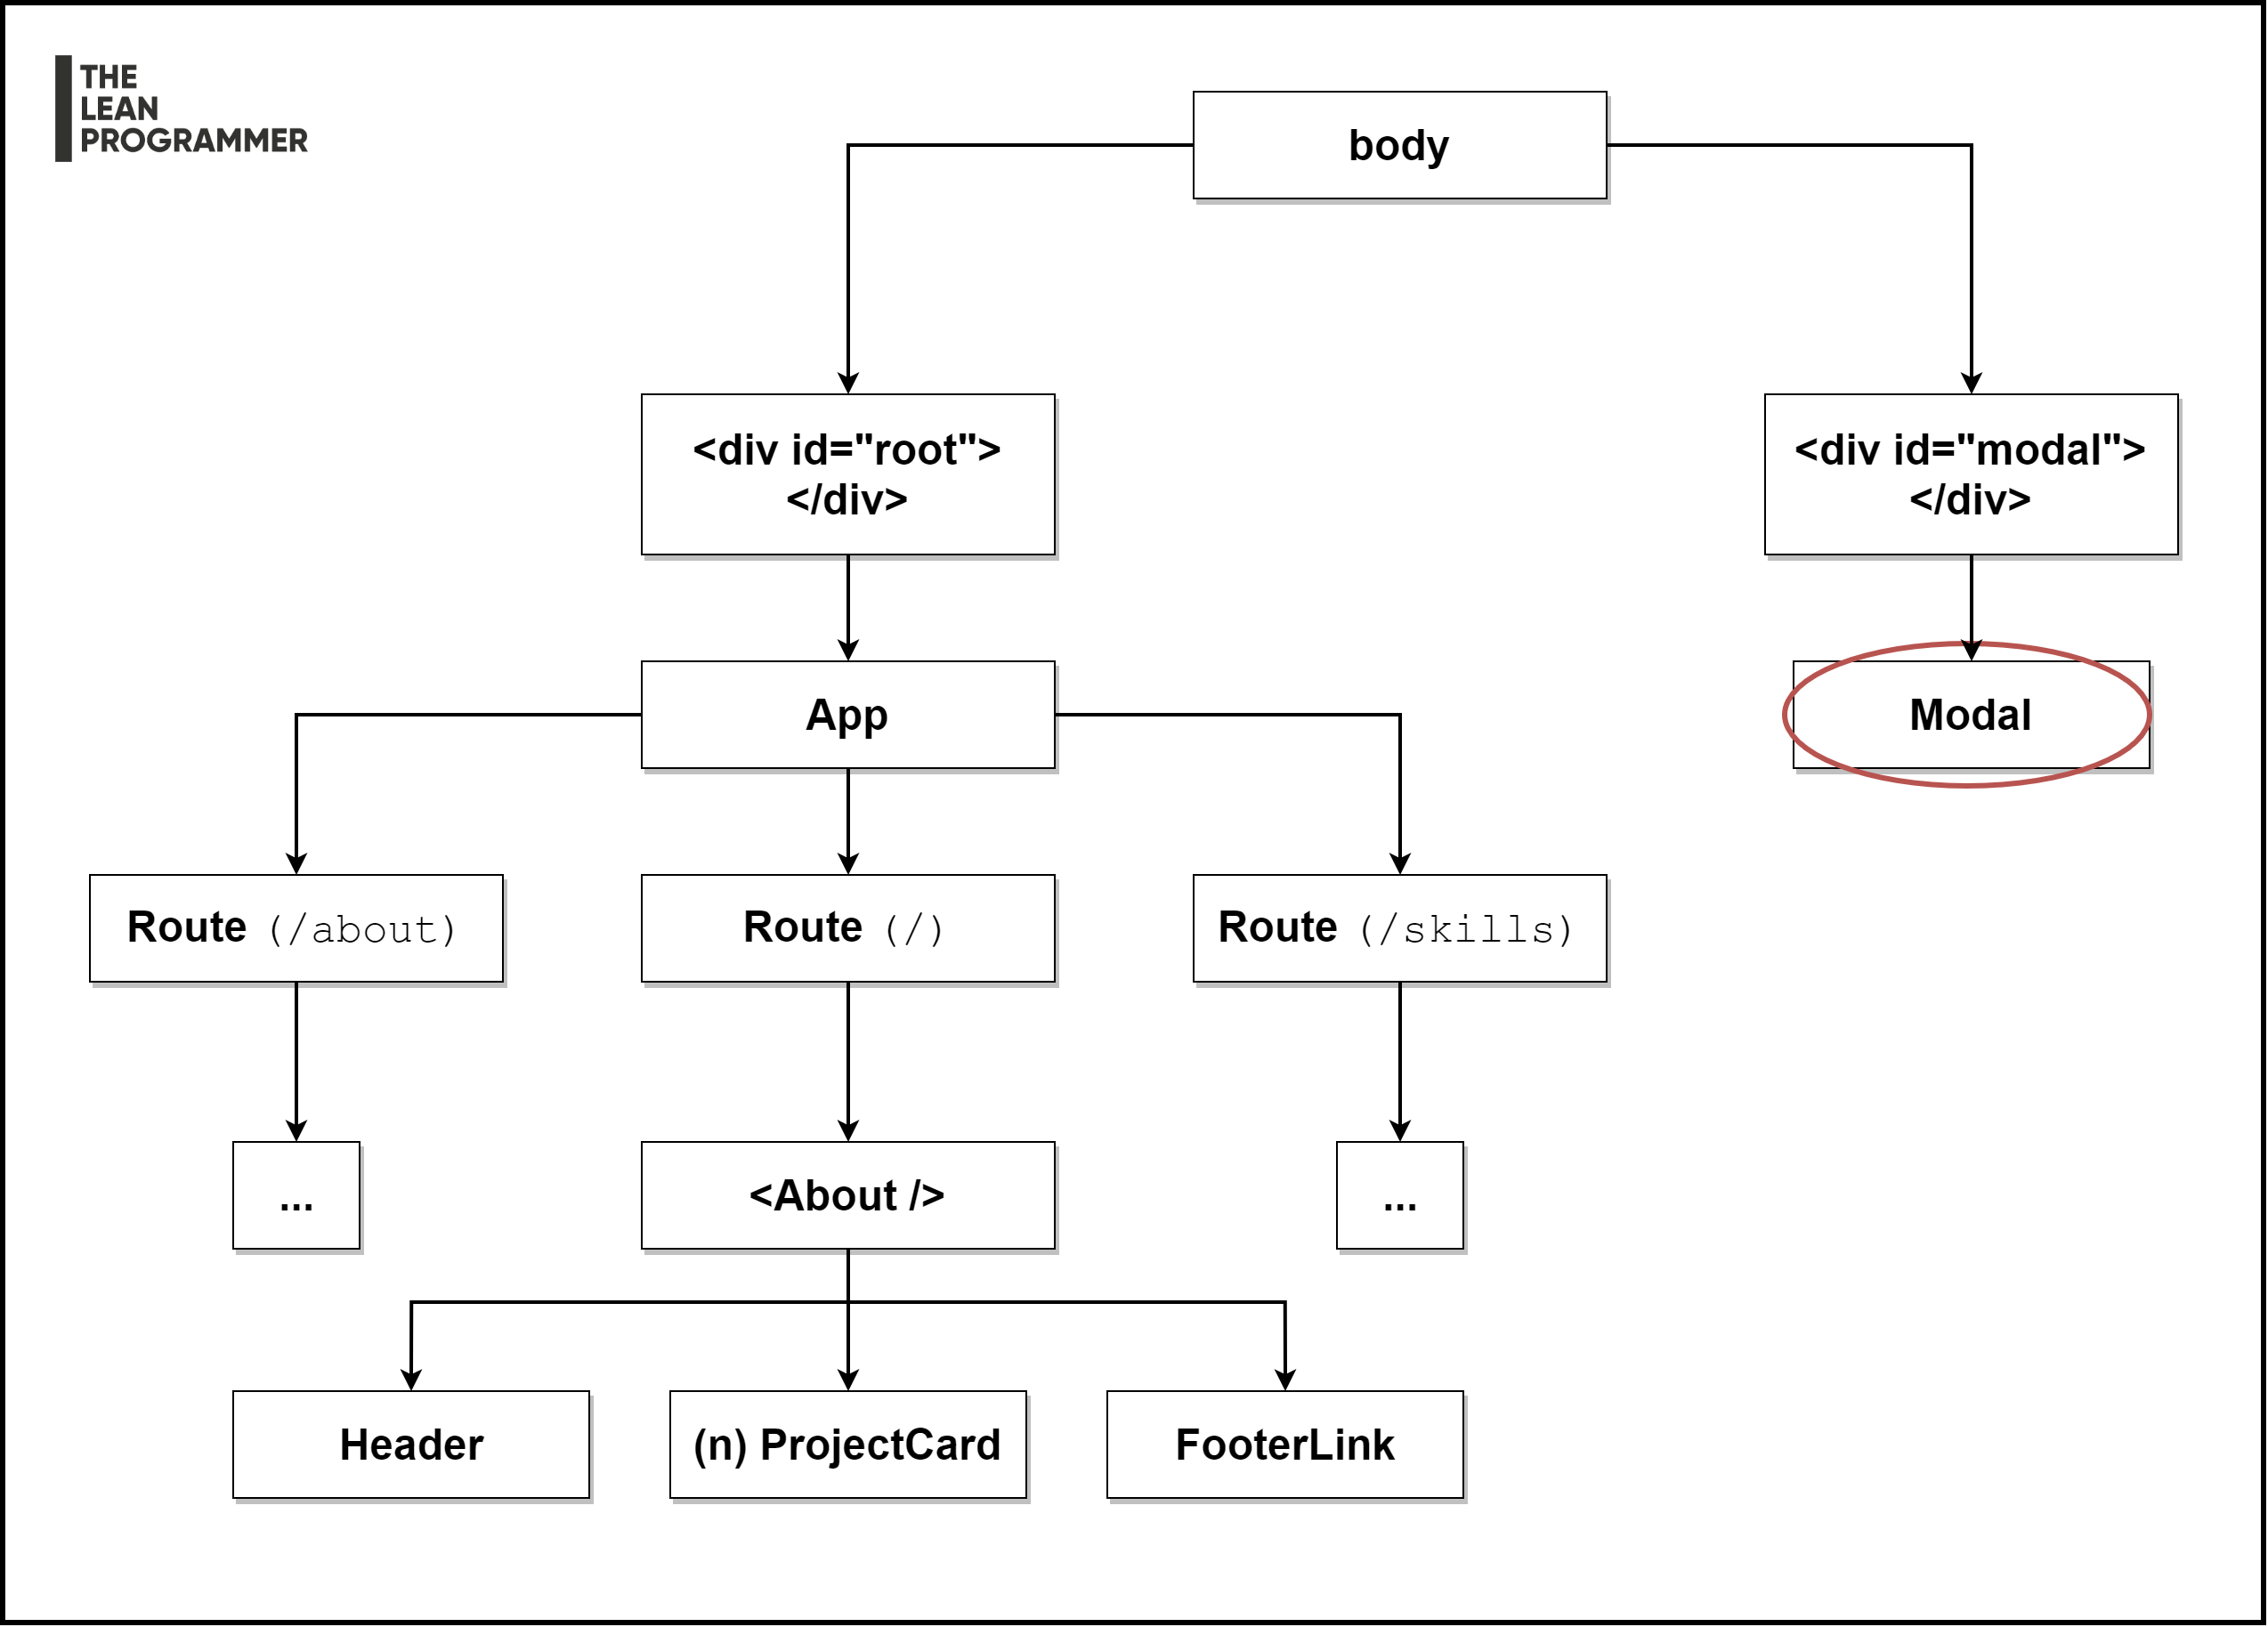 THE
LEAN
PROGRAMMER
body
<div id="root">
</div>
<div id="modal">
</div>
App
Modal
Route (/about)
Route (/)
Route (/skills)
...
<About />
...
Header
(n) ProjectCard
FooterLink